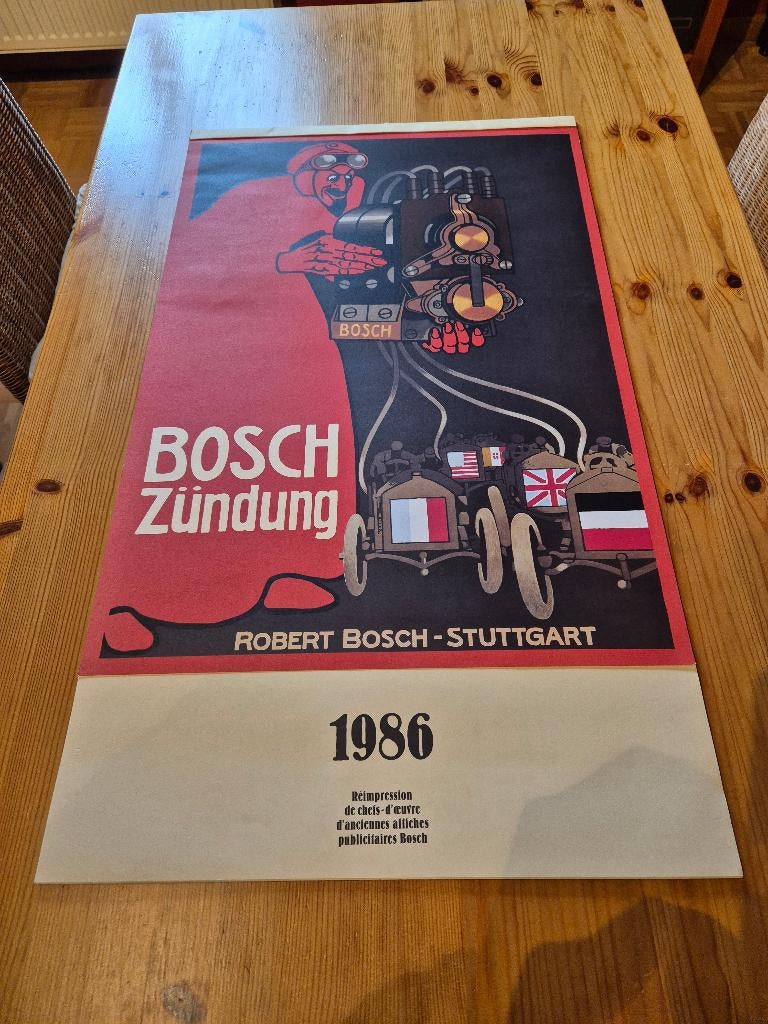 BOSCH
BOSCH
Zündung
ROBERT BOSCH-STUTTGART
1986
Réimpression
de chefs-d'œuvre
d'anciennes affiches
publicitaires Bosch